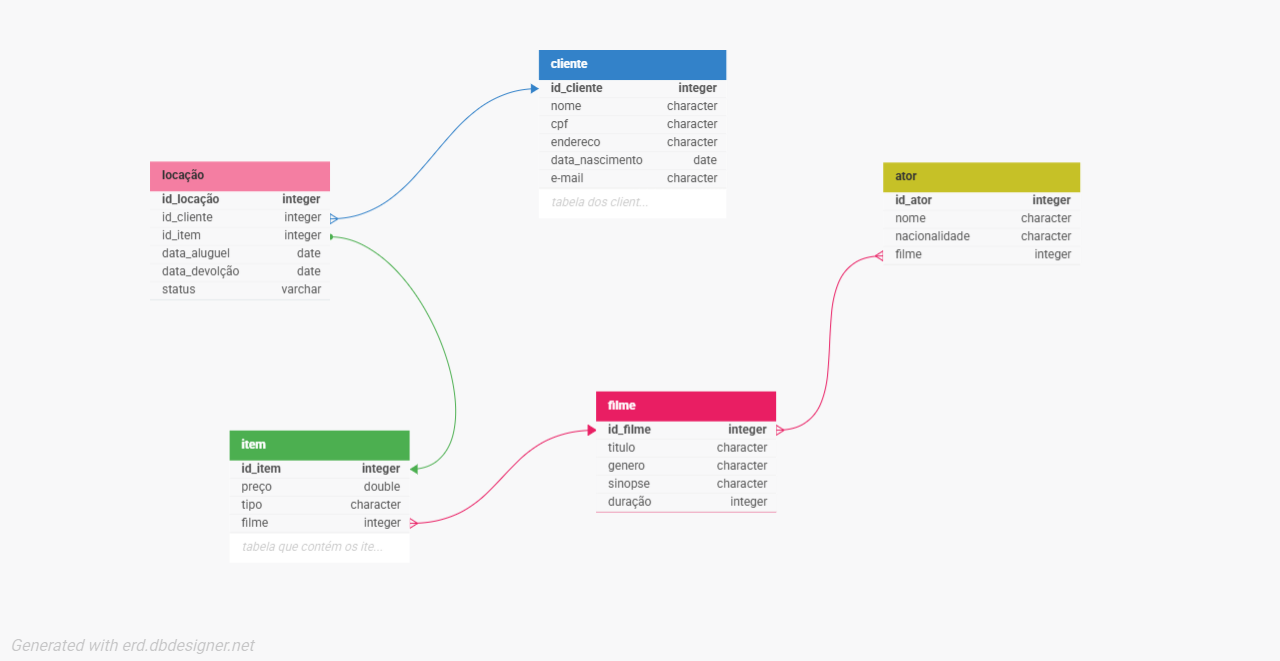 cliente
id_cliente integer
nome character
cpf character
endereco character
data_nascimento date
e-mail character
tabela dos client...
locação
id_locação integer
id_cliente integer
id_item integer
data_aluguel date
data_devolção date
status varchar
ator
id_ator integer
nome character
nacionalidade character
filme integer
item
id_item integer
preço double
tipo character
filme integer
tabela que contém os ite...
filme
id_filme integer
titulo character
genero character
sinopse character
duração integer
Generated with erd.dbdesigner.net